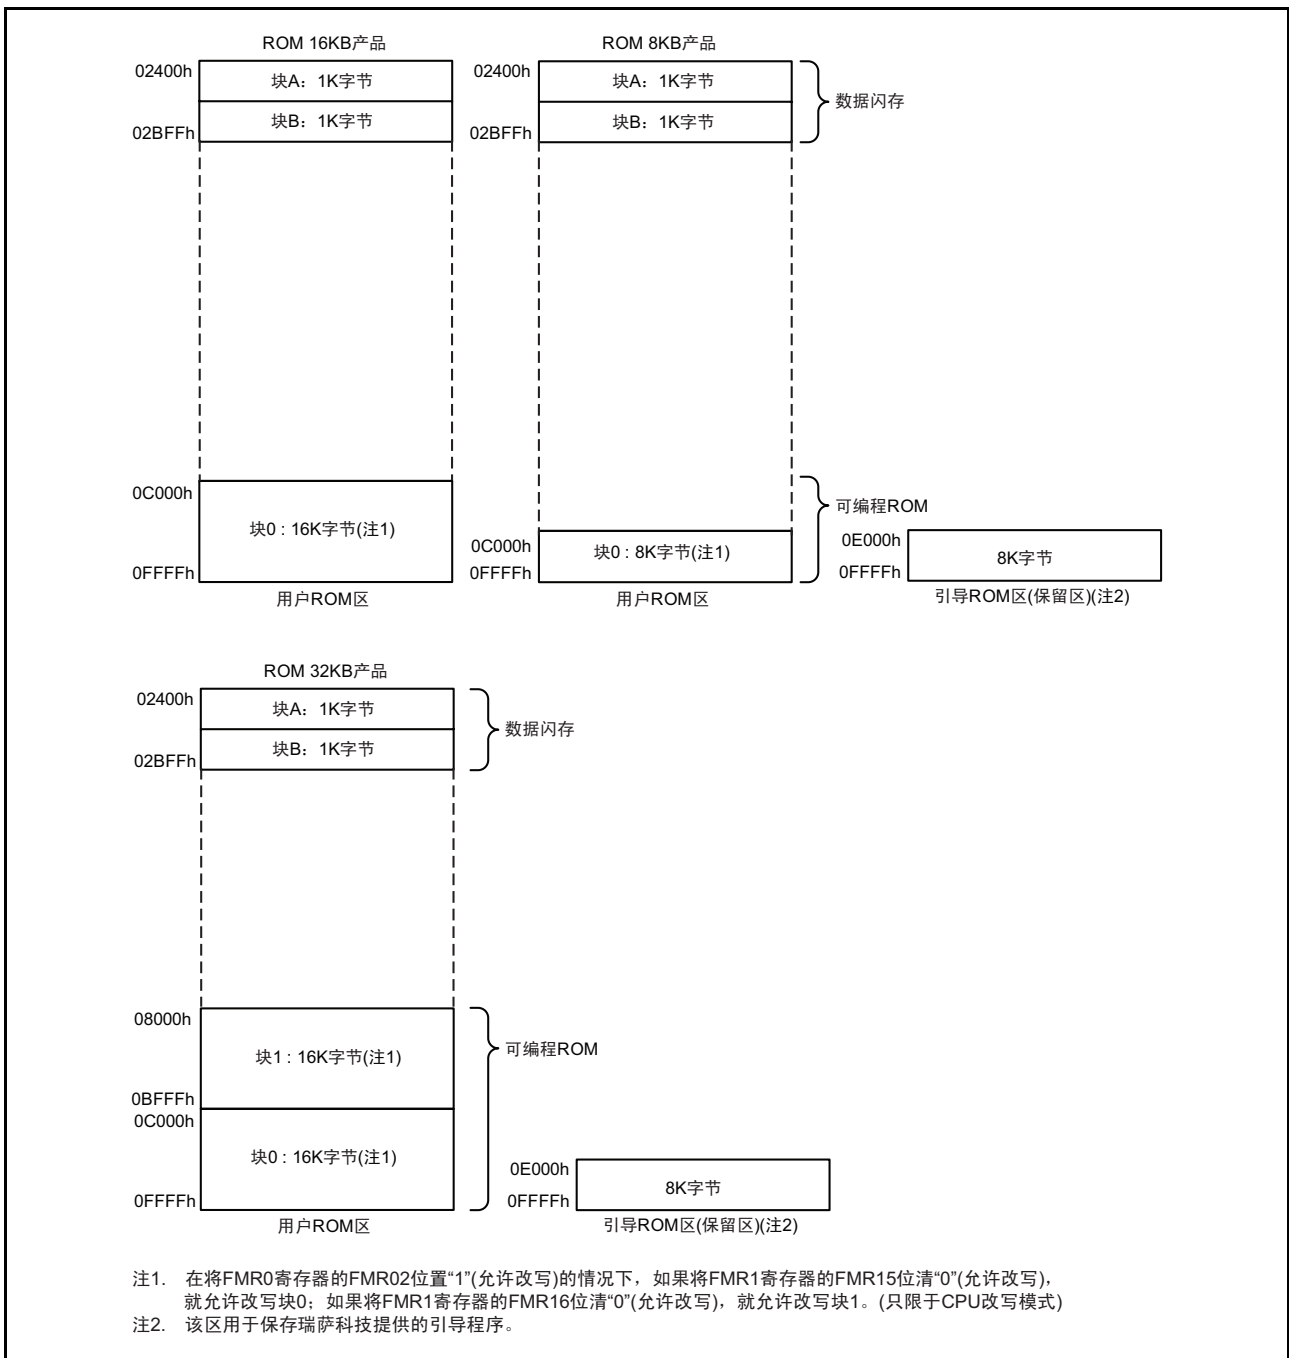 ROM 16KB产品
02400h
块A：1K字节
块B：1K字节
02BFFh
0C000h
块0 : 16K字节(注1)
0FFFFh
用户ROM区
ROM 8KB产品
02400h
块A：1K字节
块B：1K字节
02BFFh
数据闪存
0C000h
块0 : 8K字节(注1)
0FFFFh
用户ROM区
可编程ROM
0E000h
8K字节
0FFFFh
引导ROM区(保留区)(注2)
ROM 32KB产品
02400h
块A：1K字节
块B：1K字节
02BFFh
数据闪存
08000h
块1 : 16K字节(注1)
0BFFFh
0C000h
块0 : 16K字节(注1)
0FFFFh
用户ROM区
可编程ROM
0E000h
8K字节
0FFFFh
引导ROM区(保留区)(注2)
注1. 在将FMR0寄存器的FMR02位置“1”(允许改写)的情况下，如果将FMR1寄存器的FMR15位清“0”(允许改写)，
就允许改写块0；如果将FMR1寄存器的FMR16位清“0”(允许改写)，就允许改写块1。(只限于CPU改写模式)
注2. 该区用于保存瑞萨科技提供的引导程序。